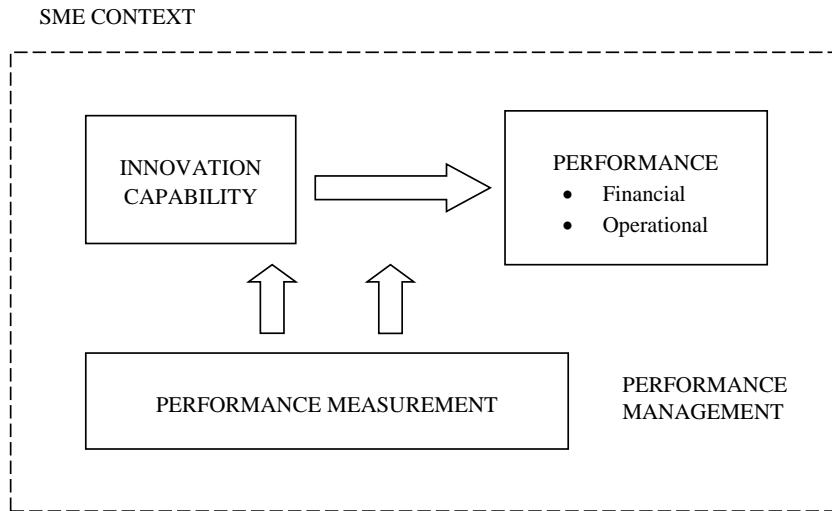 SME CONTEXT
INNOVATION
CAPABILITY
PERFORMANCE
• Financial
• Operational
PERFORMANCE MEASUREMENT
PERFORMANCE
MANAGEMENT